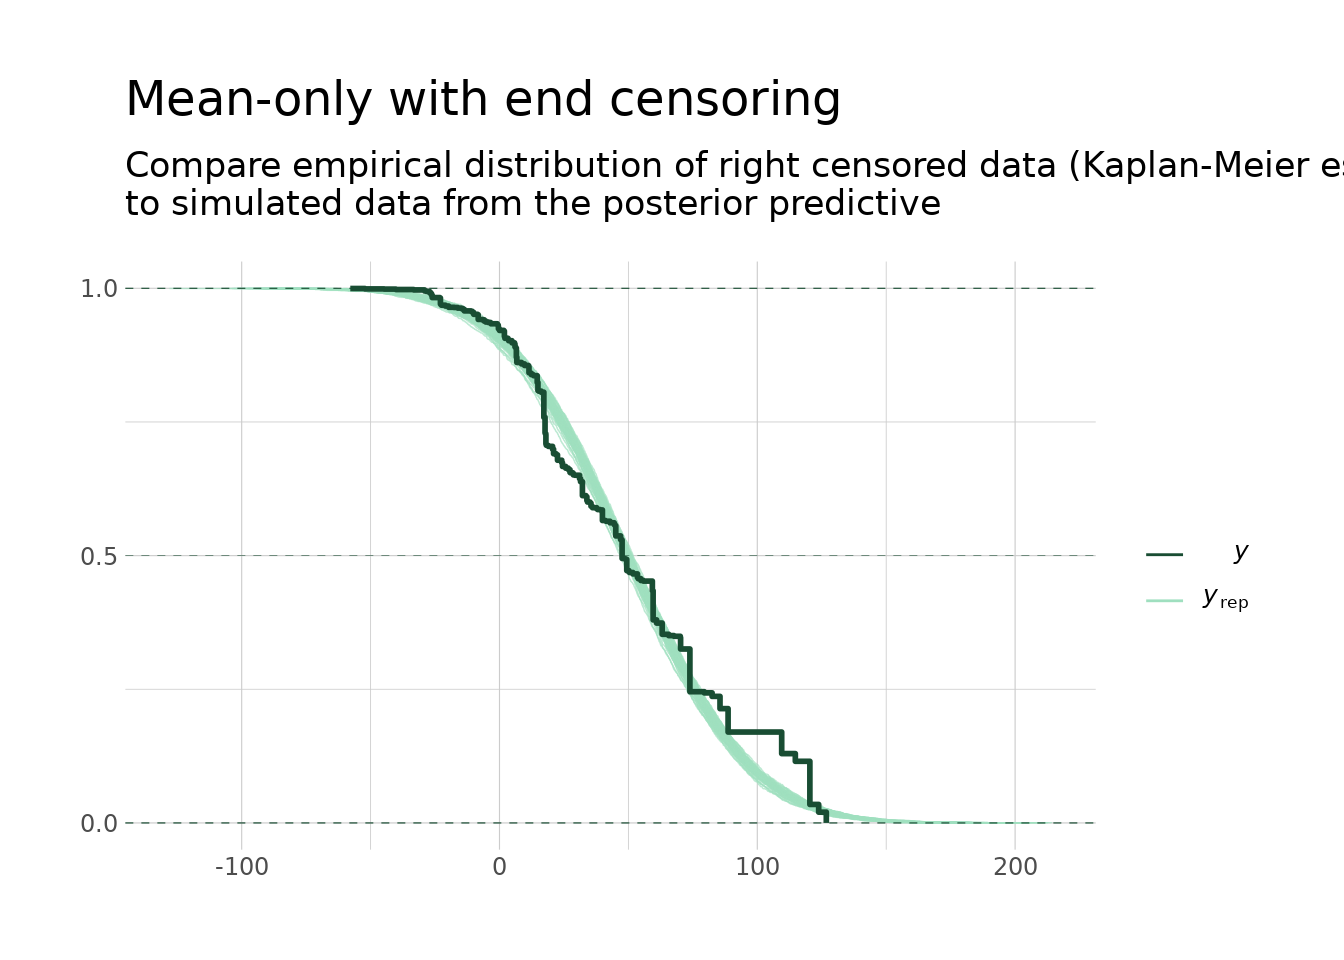 Mean-only with end censoring
Compare empirical distribution of right censored data (Kaplan-Meier es
to simulated data from the posterior predictive
1.0
0.5
0.0
-100
0
100
200
y
y rep